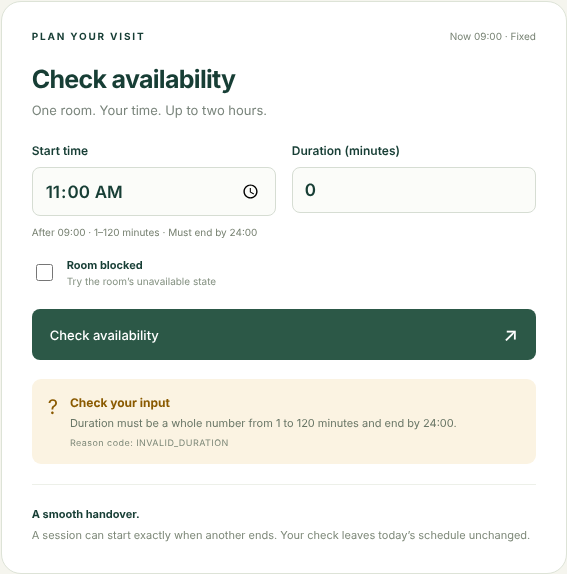 PLAN YOUR VISIT
Now 09:00 · Fixed
Check availability
One room. Your time. Up to two hours.
Start time
Duration (minutes)
11:00 AM
0
After 09:00 · 1–120 minutes · Must end by 24:00
Room blocked
Try the room’s unavailable state
Check availability
?
Check your input
Duration must be a whole number from 1 to 120 minutes and end by 24:00.
Reason code: INVALID_DURATION
A smooth handover.
A session can start exactly when another ends. Your check leaves today’s schedule unchanged.